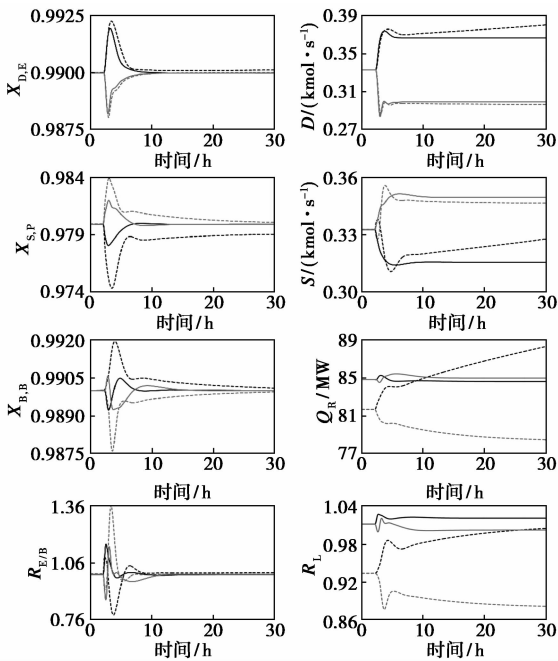 0.9925
0.9900
0.9875
X_D,E
0 10 20 30
时间/h
0.39
0.35
0.31
0.27
D/(kmol·s⁻¹)
0 10 20 30
时间/h
0.984
0.979
0.974
X_S,P
0 10 20 30
时间/h
0.36
0.33
0.30
S/(kmol·s⁻¹)
0 10 20 30
时间/h
0.9920
0.9905
0.9890
0.9875
X_B,B
0 10 20 30
时间/h
89
85
81
77
Q_R/MW
0 10 20 30
时间/h
1.36
1.06
0.76
R_E/B
0 10 20 30
时间/h
1.04
0.98
0.92
0.86
R_L
0 10 20 30
时间/h